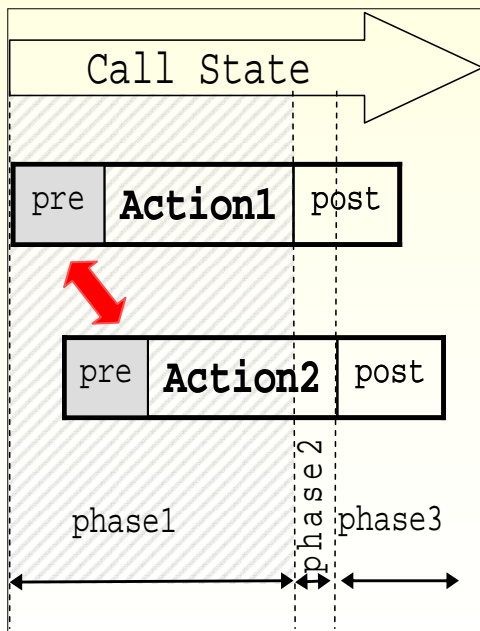 Call State
pre Action1 post
pre Action2 post
phase1
phase2
phase3